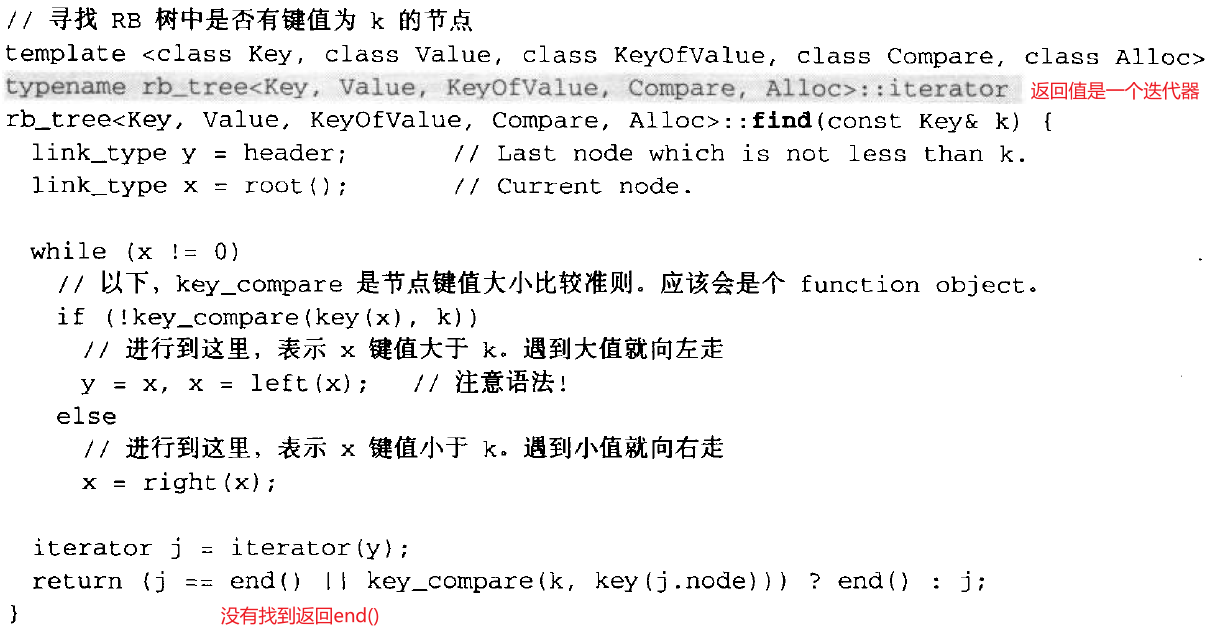 // 寻找 RB 树中是否有键值为 k 的节点
template <class Key, class Value, class KeyOfValue, class Compare, class Alloc>
typename rb_tree<Key, Value, KeyOfValue, Compare, Alloc>::iterator 返回值是一个迭代器
rb_tree<Key, Value, KeyOfValue, Compare, Alloc>::find(const Key& k) {
  link_type y = header;        // Last node which is not less than k.
  link_type x = root();        // Current node.
  while (x != 0)
    // 以下，key_compare 是节点键值大小比较准则。应该会是个 function object。
    if (!key_compare(key(x), k))
      // 进行到这里，表示 x 键值大于 k。遇到大值就向左走
      y = x, x = left(x);   // 注意语法！
    else
      // 进行到这里，表示 x 键值小于 k。遇到小值就向右走
      x = right(x);
  iterator j = iterator(y);
  return (j == end() || key_compare(k, key(j.node))) ? end() : j;
}
没有找到返回end()